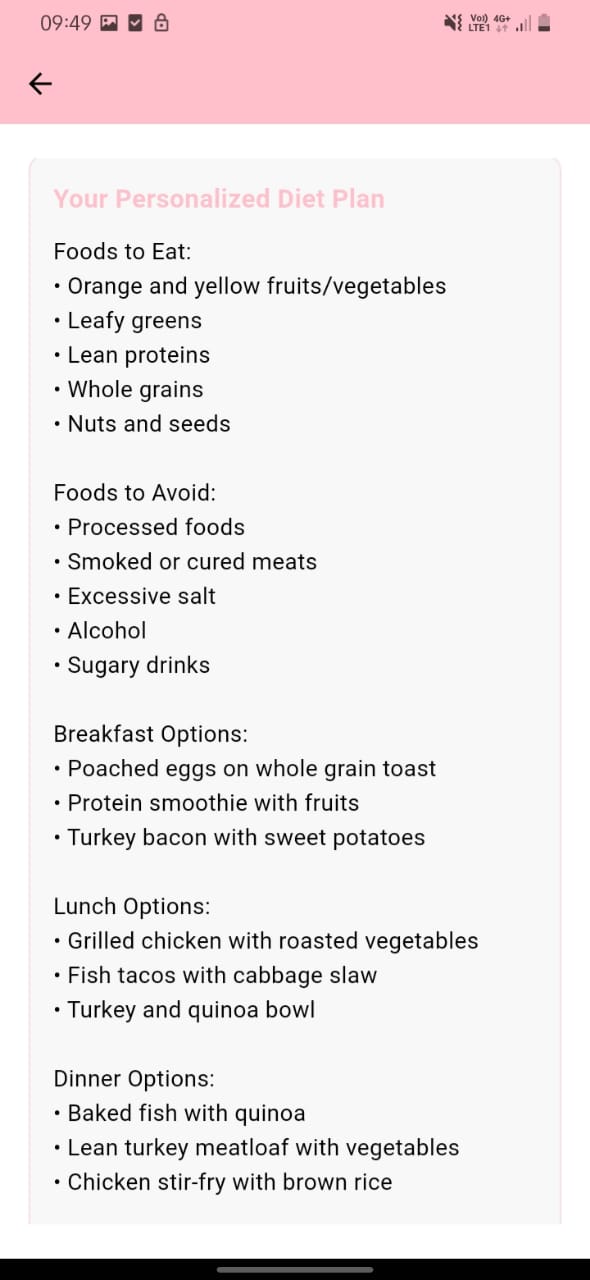 09:49
Vo)) 4G+
LTE1
Your Personalized Diet Plan
Foods to Eat:
• Orange and yellow fruits/vegetables
• Leafy greens
• Lean proteins
• Whole grains
• Nuts and seeds
Foods to Avoid:
• Processed foods
• Smoked or cured meats
• Excessive salt
• Alcohol
• Sugary drinks
Breakfast Options:
• Poached eggs on whole grain toast
• Protein smoothie with fruits
• Turkey bacon with sweet potatoes
Lunch Options:
• Grilled chicken with roasted vegetables
• Fish tacos with cabbage slaw
• Turkey and quinoa bowl
Dinner Options:
• Baked fish with quinoa
• Lean turkey meatloaf with vegetables
• Chicken stir-fry with brown rice